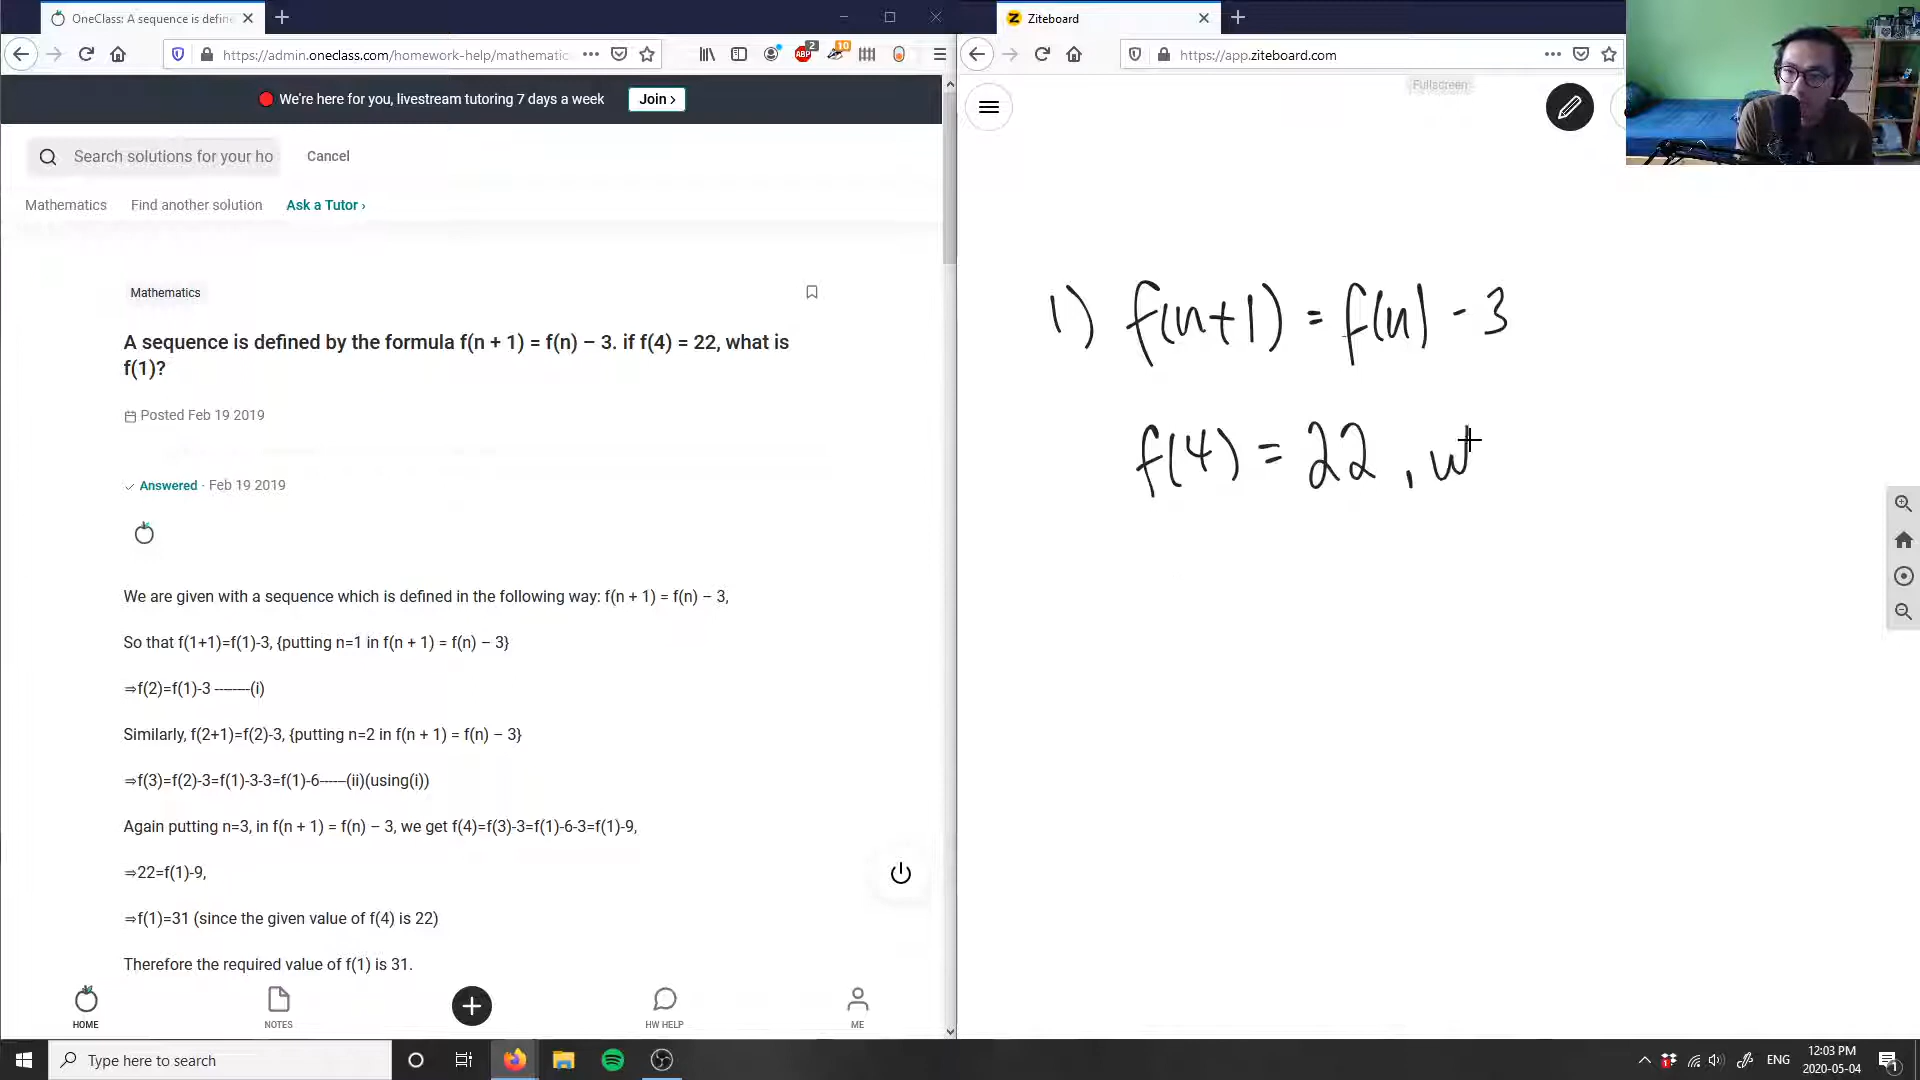 OneClass: A sequence is define
Ziteboard
https://admin.oneclass.com/homework-help/mathematic
2
10
https://app.ziteboard.com
Fullscreen
We're here for you, livestream tutoring 7 days a week
Join ›
Search solutions for your ho
Cancel
Mathematics
Find another solution
Ask a Tutor ›
Mathematics
A sequence is defined by the formula f(n + 1) = f(n) – 3. if f(4) = 22, what is
f(1)?
Posted Feb 19 2019
Answered · Feb 19 2019
We are given with a sequence which is defined in the following way: f(n + 1) = f(n) – 3,
So that f(1+1)=f(1)-3, {putting n=1 in f(n + 1) = f(n) – 3}
⇒f(2)=f(1)-3 --------(i)
Similarly, f(2+1)=f(2)-3, {putting n=2 in f(n + 1) = f(n) – 3}
⇒f(3)=f(2)-3=f(1)-3-3=f(1)-6------(ii)(using(i))
Again putting n=3, in f(n + 1) = f(n) – 3, we get f(4)=f(3)-3=f(1)-6-3=f(1)-9,
⇒22=f(1)-9,
⇒f(1)=31 (since the given value of f(4) is 22)
Therefore the required value of f(1) is 31.
HOME
NOTES
HW HELP
ME
1) f(n+1) = f(n) - 3
f(4) = 22 , w
Type here to search
ENG
12:03 PM
2020-05-04
1